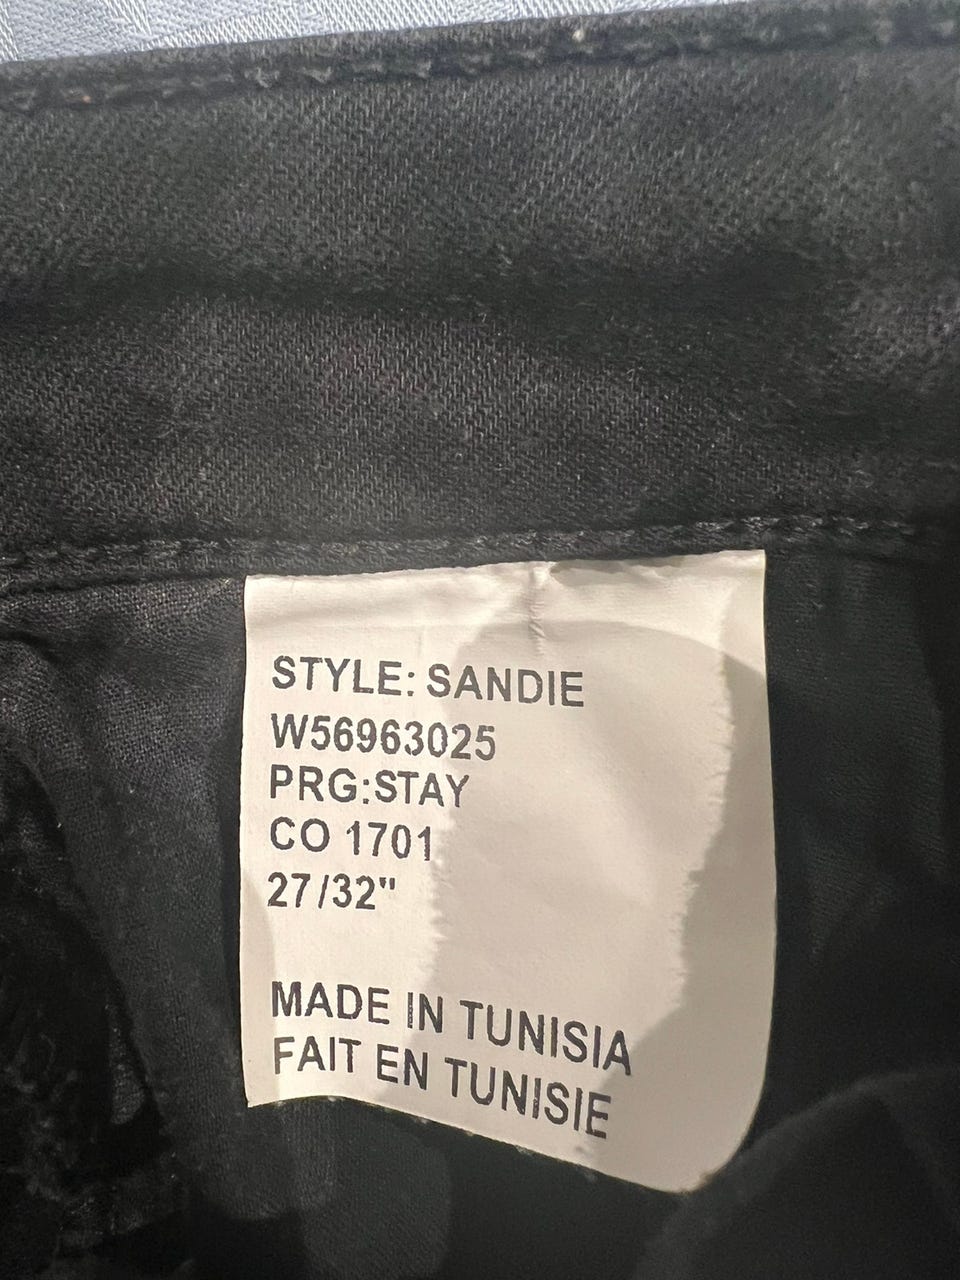 STYLE: SANDIE
W56963025
PRG:STAY
CO 1701
27/32"
MADE IN TUNISIA
FAIT EN TUNISIE